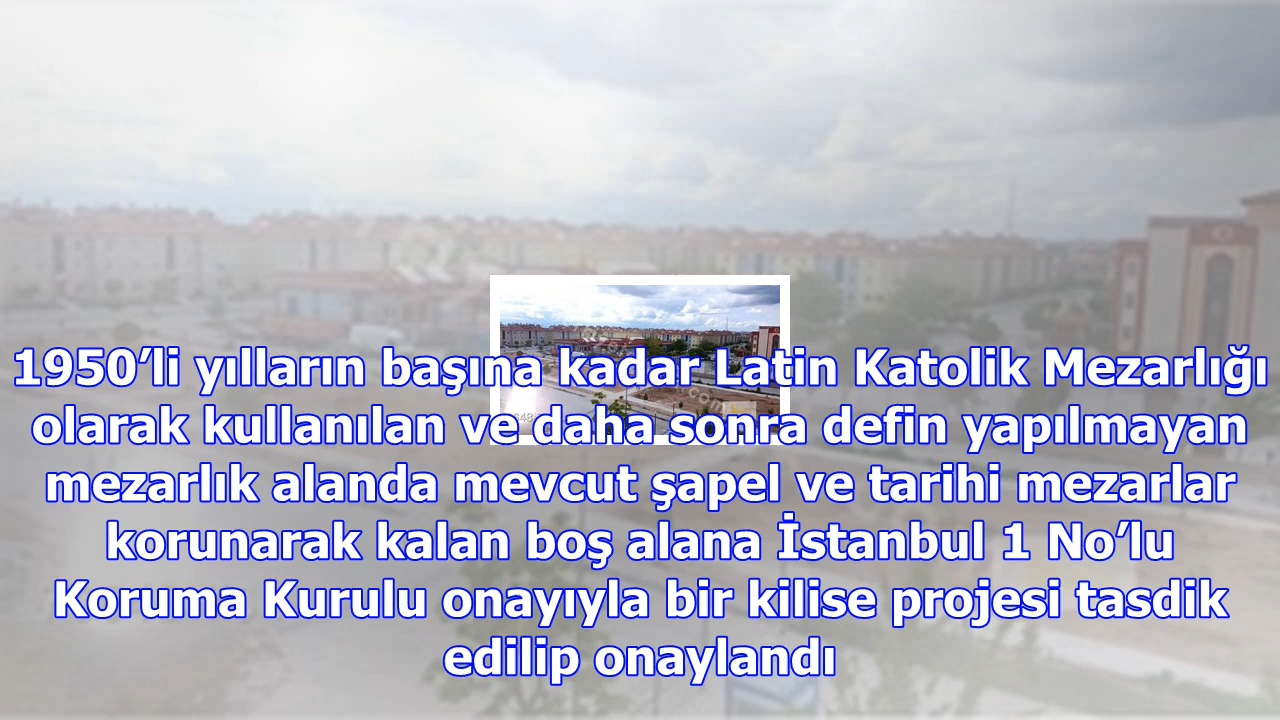 1950’li yılların başına kadar Latin Katolik Mezarlığı
olarak kullanılan ve daha sonra defin yapılmayan
mezarlık alanda mevcut şapel ve tarihi mezarlar
korunarak kalan boş alana İstanbul 1 No’lu
Koruma Kurulu onayıyla bir kilise projesi tasdik
edilip onaylandı